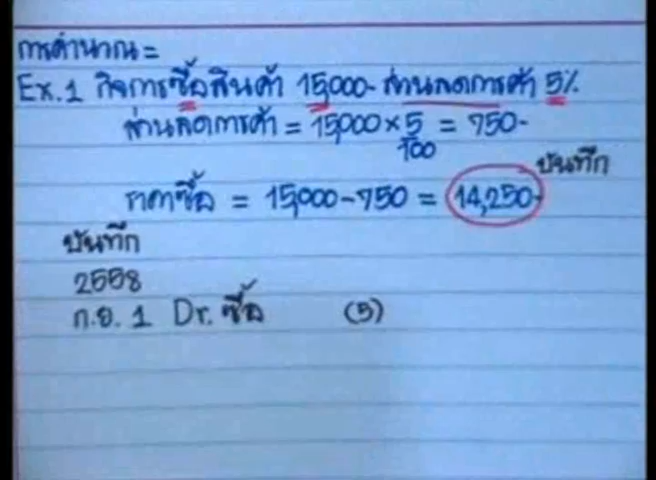 การคำนวณ =
Ex.1 กิจการซื้อสินค้า 15,000- ส่วนลดการค้า 5%
ส่วนลดการค้า = 15,000 × 5/100 = 750-
บันทึก
ราคาซื้อ = 15,000 - 750 = 14,250-
บันทึก
2558
ก.ย. 1 Dr. ซื้อ (5)